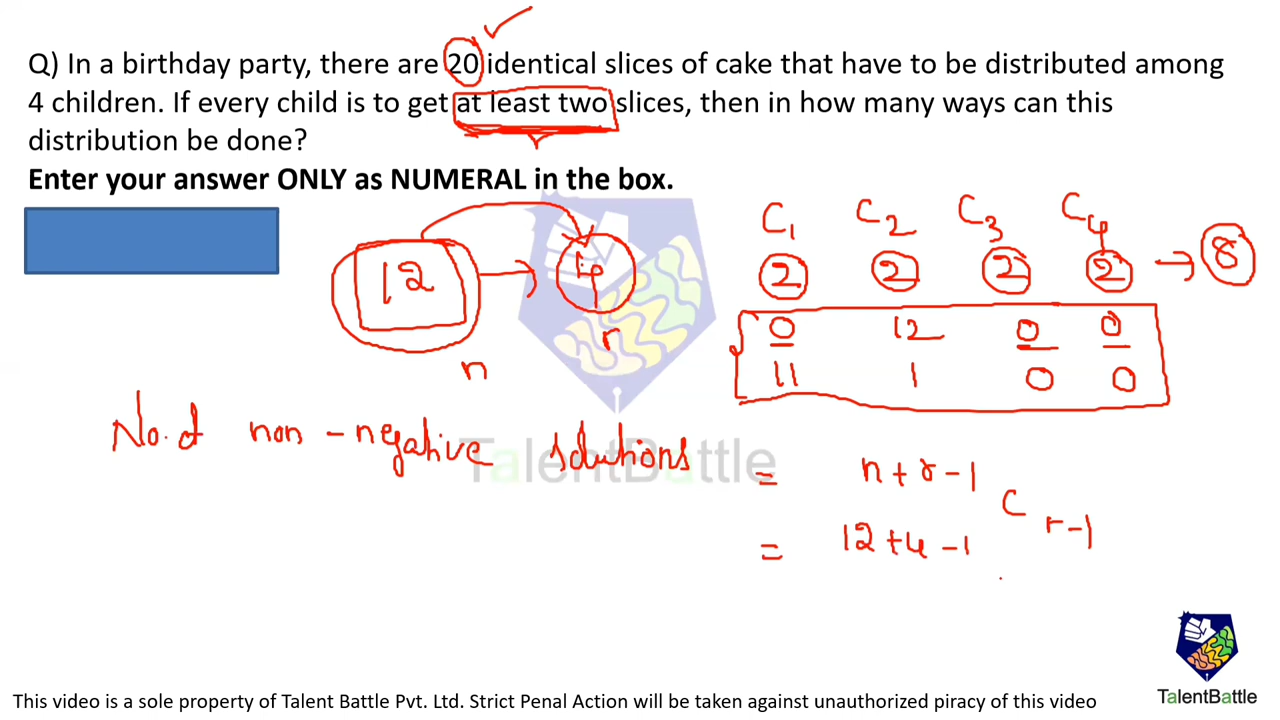 Q) In a birthday party, there are 20 identical slices of cake that have to be distributed among
4 children. If every child is to get at least two slices, then in how many ways can this
distribution be done?
Enter your answer ONLY as NUMERAL in the box.
C1 C2 C3 C4
12 4 2 2 2 2 → 8
n r 0 12 0 0
11 1 0 0
No. of non-negative solutions = n+r-1 C r-1
= 12+4-1
TalentBattle
TalentBattle
This video is a sole property of Talent Battle Pvt. Ltd. Strict Penal Action will be taken against unauthorized piracy of this video